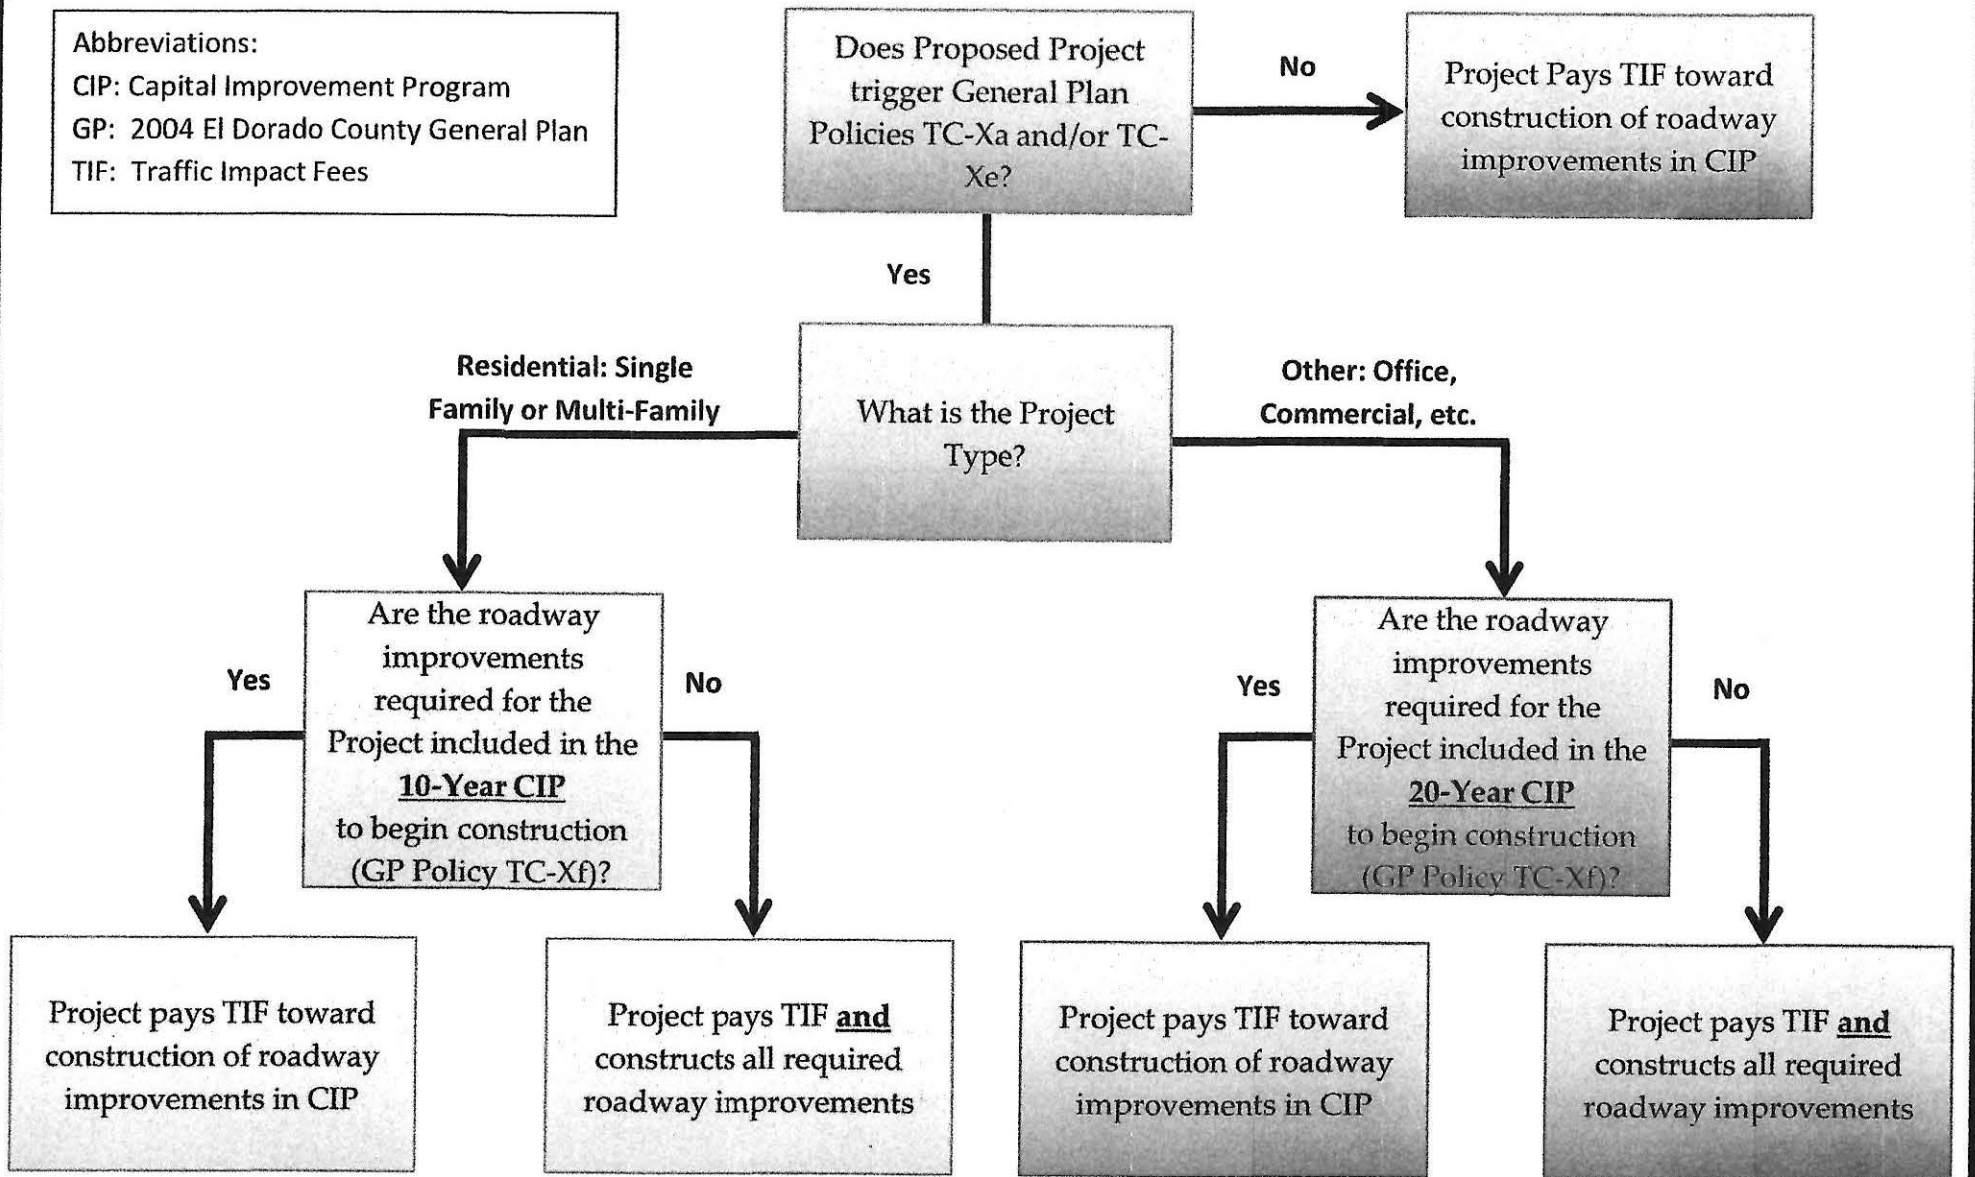 Abbreviations:
CIP: Capital Improvement Program
GP: 2004 El Dorado County General Plan
TIF: Traffic Impact Fees
Does Proposed Project
trigger General Plan
Policies TC-Xa and/or TC-
Xe?
No
Project Pays TIF toward
construction of roadway
improvements in CIP
Yes
What is the Project
Type?
Residential: Single
Family or Multi-Family
Other: Office,
Commercial, etc.
Are the roadway
improvements
required for the
Project included in the
10-Year CIP
to begin construction
(GP Policy TC-Xf)?
Yes
No
Project pays TIF toward
construction of roadway
improvements in CIP
Project pays TIF and
constructs all required
roadway improvements
Are the roadway
improvements
required for the
Project included in the
20-Year CIP
to begin construction
(GP Policy TC-Xf)?
Yes
No
Project pays TIF toward
construction of roadway
improvements in CIP
Project pays TIF and
constructs all required
roadway improvements